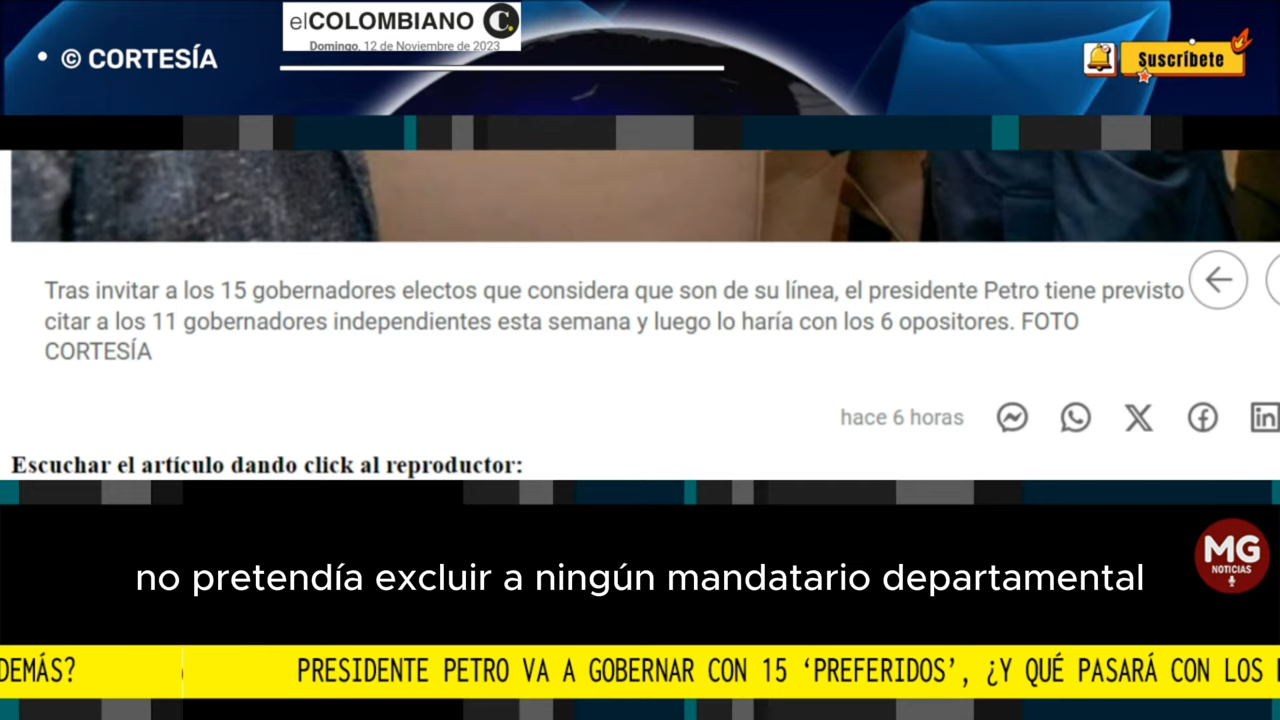 elCOLOMBIANO C.
Domingo, 12 de Noviembre de 2023
• © CORTESÍA
Suscríbete
Tras invitar a los 15 gobernadores electos que considera que son de su línea, el presidente Petro tiene previsto
citar a los 11 gobernadores independientes esta semana y luego lo haría con los 6 opositores. FOTO
CORTESÍA
hace 6 horas
in
Escuchar el artículo dando click al reproductor:
no pretendía excluir a ningún mandatario departamental
MG
NOTICIAS
DEMÁS? PRESIDENTE PETRO VA A GOBERNAR CON 15 ‘PREFERIDOS’, ¿Y QUÉ PASARÁ CON LOS